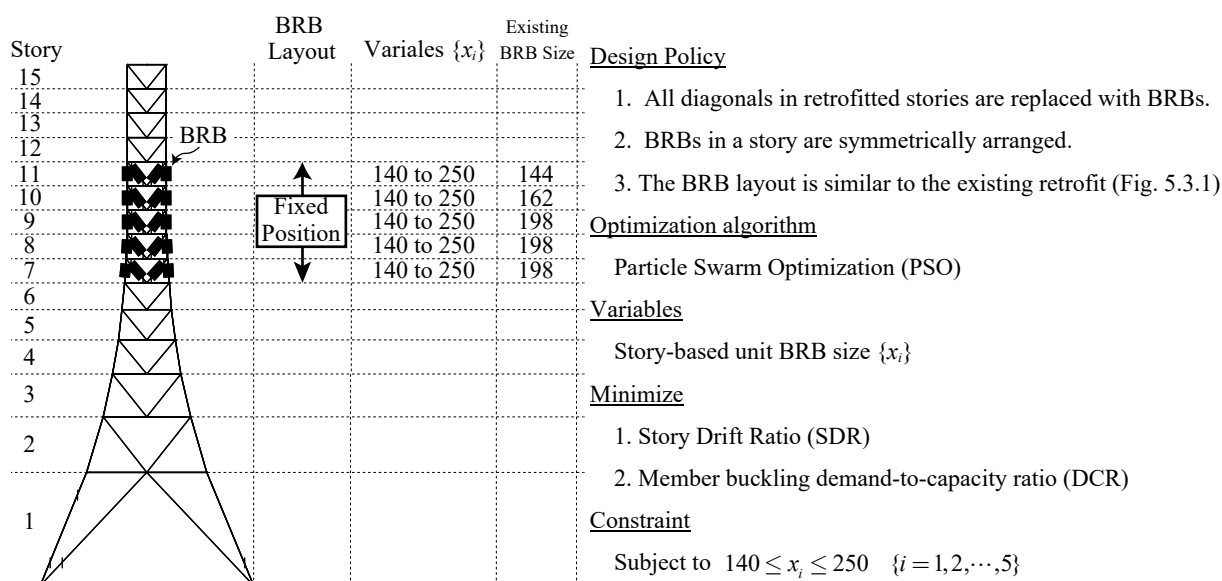 Story
BRB Layout
Variales {xᵢ}
Existing BRB Size
15
14
13
12
BRB
11 140 to 250 144
10 140 to 250 162
Fixed Position
9 140 to 250 198
8 140 to 250 198
7 140 to 250 198
6
5
4
3
2
1
Design Policy
1. All diagonals in retrofitted stories are replaced with BRBs.
2. BRBs in a story are symmetrically arranged.
3. The BRB layout is similar to the existing retrofit (Fig. 5.3.1)
Optimization algorithm
Particle Swarm Optimization (PSO)
Variables
Story-based unit BRB size {xᵢ}
Minimize
1. Story Drift Ratio (SDR)
2. Member buckling demand-to-capacity ratio (DCR)
Constraint
Subject to 140 ≤ xᵢ ≤ 250 {i = 1,2,⋯,5}